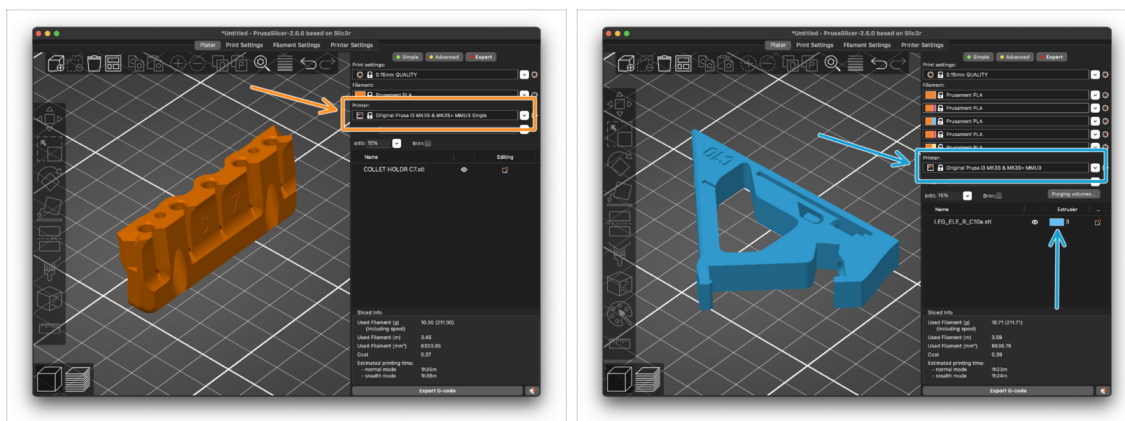 *Untitled - PrusaSlicer-2.6.0 based on Slic3r
Plater Print Settings Filament Settings Printer Settings
Simple Advanced Expert
Print settings:
0.15mm QUALITY
Filament:
Prusament PLA
Printer:
Original Prusa i3 MK3S & MK3S+ MMU3 Single
Infill: 15% Brim:
Name Editing
COLLET HOLDR C7.stl
Sliced Info
Used Filament (g) 10.30 (211.30)
(including spool)
Used Filament (m) 3.45
Used Filament (mm³) 8303.95
Cost 0.37
Estimated printing time:
- normal mode 1h35m
- stealth mode 1h36m
Export G-code
*Untitled - PrusaSlicer-2.6.0 based on Slic3r
Plater Print Settings Filament Settings Printer Settings
Simple Advanced Expert
Print settings:
0.15mm QUALITY
Filament:
Prusament PLA
Prusament PLA
Prusament PLA
Prusament PLA
Prusament PLA
Printer:
Original Prusa i3 MK3S & MK3S+ MMU3
Infill: 15% Brim: Purging volumes...
Name Extruder ...
LEG_ELE_R_C10a.stl 3
C10
Sliced Info
Used Filament (g) 10.71 (211.71)
(including spool)
Used Filament (m) 3.59
Used Filament (mm³) 8636.76
Cost 0.39
Estimated printing time:
- normal mode 1h23m
- stealth mode 1h24m
Export G-code